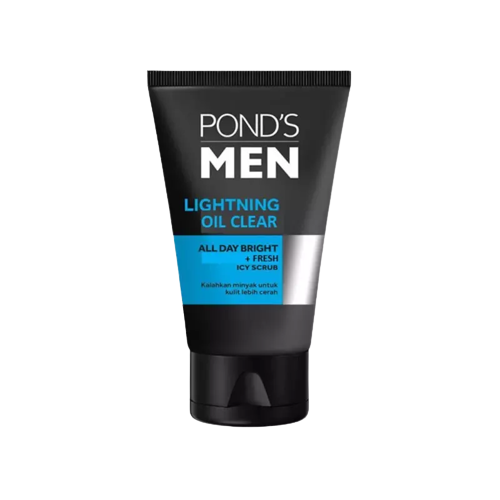 POND'S
MEN
LIGHTNING
OIL CLEAR
ALL DAY BRIGHT
+ FRESH
ICY SCRUB
Kalahkan minyak untuk
kulit lebih cerah